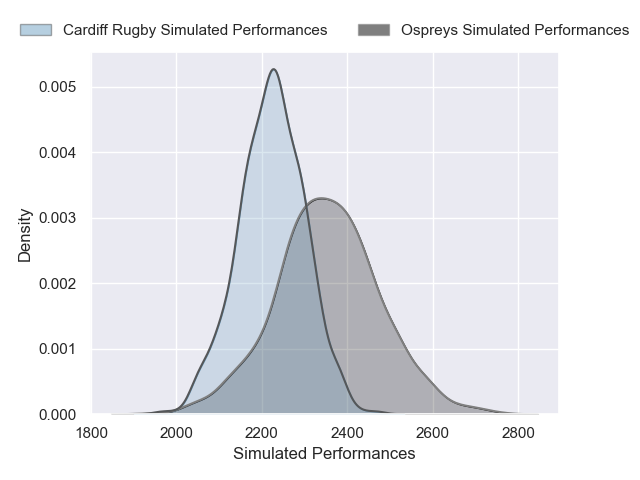 Cardiff Rugby Simulated Performances Ospreys Simulated Performances
0.005
0.004
0.003
0.002
0.001
0.000
Density
1800 2000 2200 2400 2600 2800
Simulated Performances